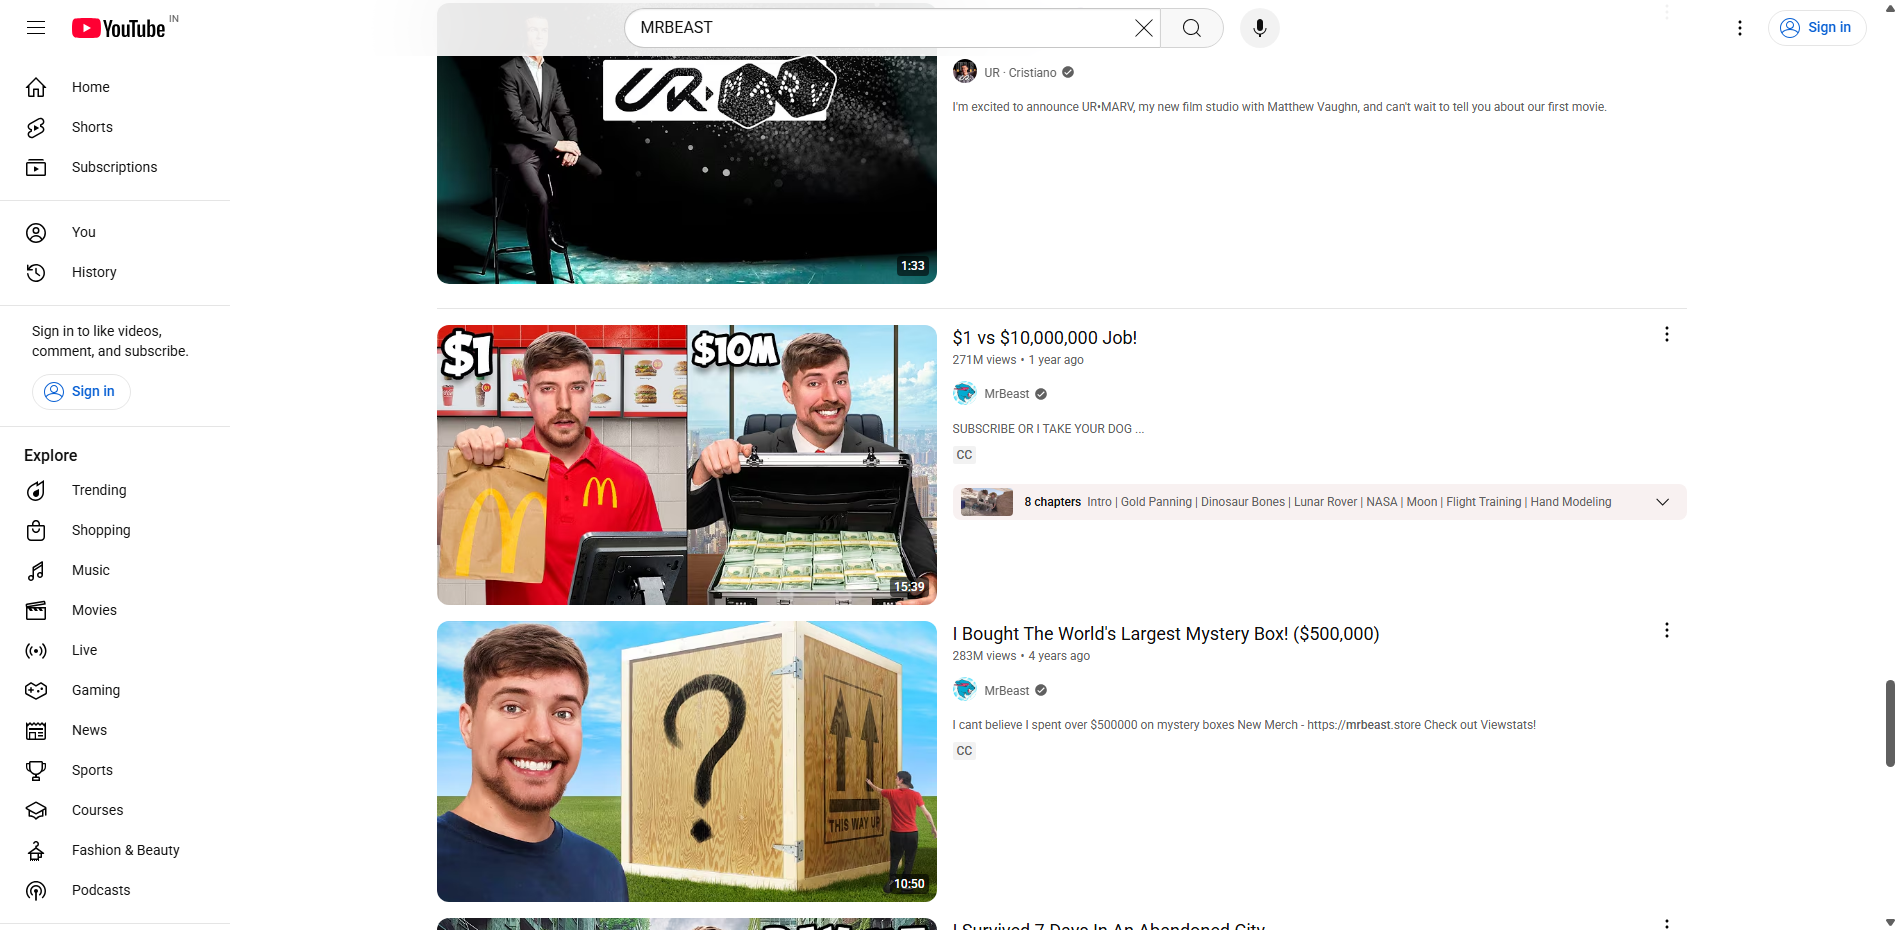 YouTube IN
MRBEAST
Sign in
Home
Shorts
Subscriptions
You
History
Sign in to like videos,
comment, and subscribe.
Sign in
Explore
Trending
Shopping
Music
Movies
Live
Gaming
News
Sports
Courses
Fashion & Beauty
Podcasts
UR MARV
1:33
UR · Cristiano
I'm excited to announce UR•MARV, my new film studio with Matthew Vaughn, and can't wait to tell you about our first movie.
$1
$10M
15:39
$1 vs $10,000,000 Job!
271M views • 1 year ago
MrBeast
SUBSCRIBE OR I TAKE YOUR DOG ...
CC
8 chapters Intro | Gold Panning | Dinosaur Bones | Lunar Rover | NASA | Moon | Flight Training | Hand Modeling
?
THIS WAY UP
10:50
I Bought The World's Largest Mystery Box! ($500,000)
283M views • 4 years ago
MrBeast
I cant believe I spent over $500000 on mystery boxes New Merch - https://mrbeast.store Check out Viewstats!
CC
I Survived 7 Days In An Abandoned City